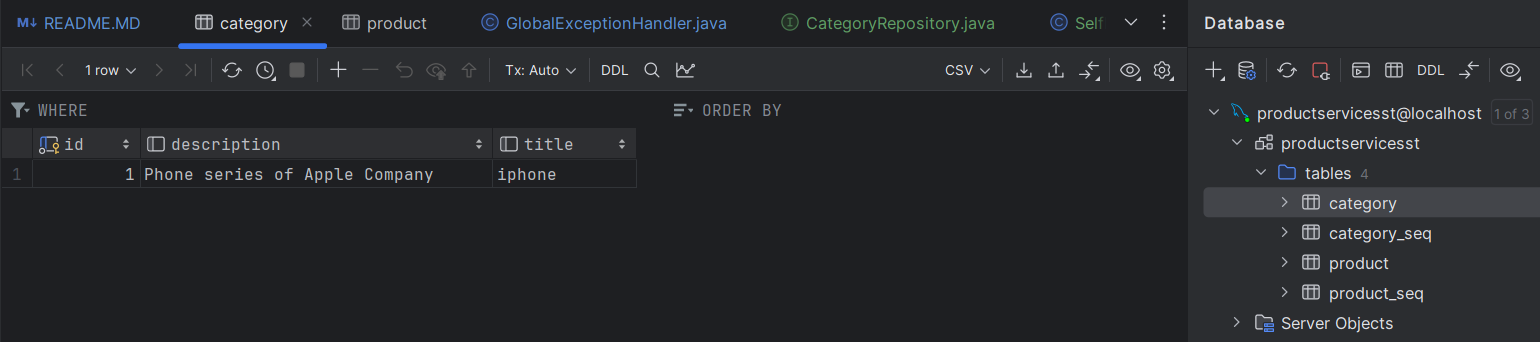 M↓ README.MD category product GlobalExceptionHandler.java CategoryRepository.java Self
1 row Tx: Auto DDL CSV
WHERE ORDER BY
id description title
1 1 Phone series of Apple Company iphone
Database
DDL
productservicesst@localhost 1 of 3
productservicesst
tables 4
category
category_seq
product
product_seq
Server Objects